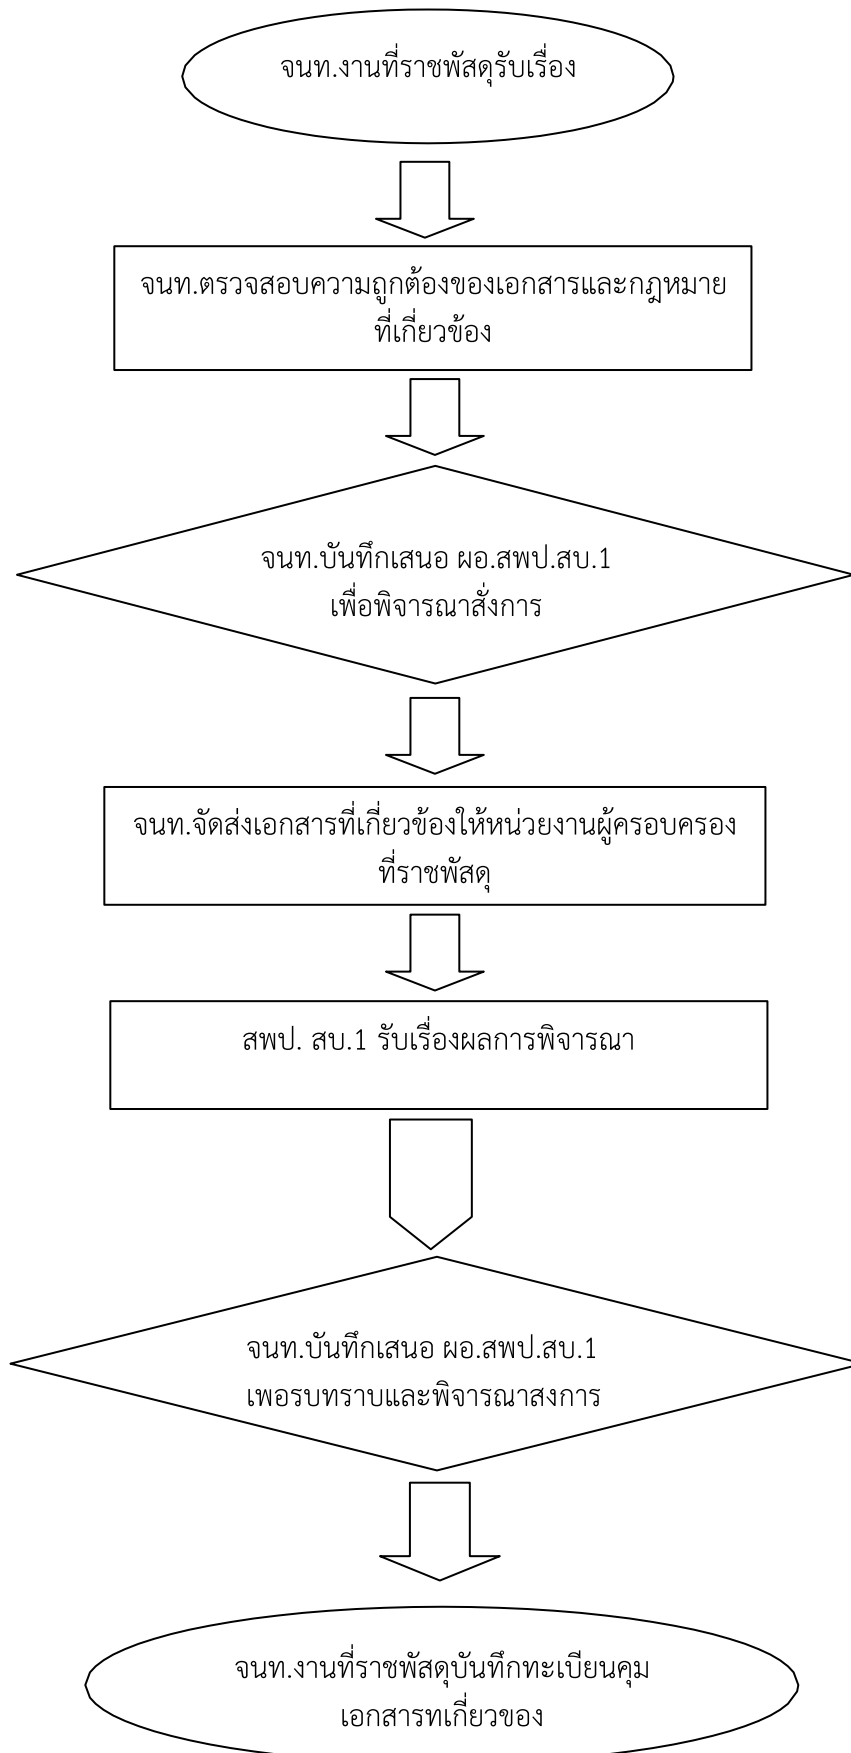 จนท.งานที่ราชพัสดุรับเรื่อง
จนท.ตรวจสอบความถูกต้องของเอกสารและกฎหมาย
ที่เกี่ยวข้อง
จนท.บันทึกเสนอ ผอ.สพป.สบ.1
เพื่อพิจารณาสั่งการ
จนท.จัดส่งเอกสารที่เกี่ยวข้องให้หน่วยงานผู้ครอบครอง
ที่ราชพัสดุ
สพป. สบ.1 รับเรื่องผลการพิจารณา
จนท.บันทึกเสนอ ผอ.สพป.สบ.1
เพอรบทราบและพิจารณาสงการ
จนท.งานที่ราชพัสดุบันทึกทะเบียนคุม
เอกสารทเกี่ยวของ